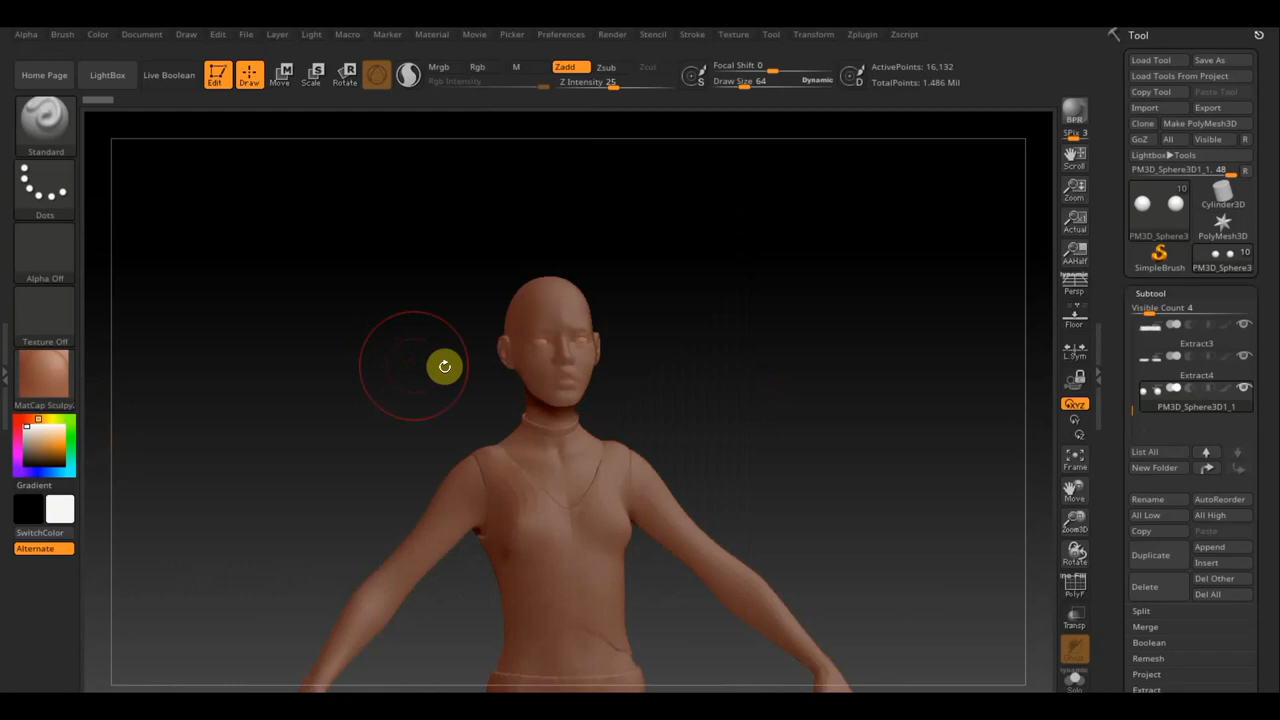 Alpha Brush Color Document Draw Edit File Layer Light Macro Marker Material Movie Picker Preferences Render Stencil Stroke Texture Tool Transform Zplugin Zscript
Tool
Home Page
LightBox
Live Boolean
Edit
Draw
Move
Scale
Rotate
Mrgb Rgb M
Rgb Intensity
Zadd Zsub Zcut
Z Intensity 25
S
Focal Shift 0
Draw Size 64 Dynamic
D
ActivePoints: 16,132
TotalPoints: 1.486 Mil
Standard
Dots
Alpha Off
Texture Off
Gradient
SwitchColor
Alternate
BPR
SPix 3
Scroll
Zoom
Actual
AAHalf
Dynamic
Persp
Floor
L.Sym
XYZ
Y
Z
Frame
Move
Zoom3D
Rotate
PolyF
Transp
Ghost
Dynamic
Solo
Load Tool Save As
Load Tools From Project
Copy Tool Paste Tool
Import Export
Clone Make PolyMesh3D
GoZ All Visible R
Lightbox▶Tools
PM3D_Sphere3D1_1. 48 R
10
PM3D_Sphere3
Cylinder3D
PolyMesh3D
SimpleBrush
10
PM3D_Sphere3
Subtool
Visible Count 4
Extract3
Extract4
PM3D_Sphere3D1_1
List All
New Folder
Rename AutoReorder
All Low All High
Copy Paste
Duplicate Append
Insert
Delete Del Other
Del All
Split
Merge
Boolean
Remesh
Project
Extract